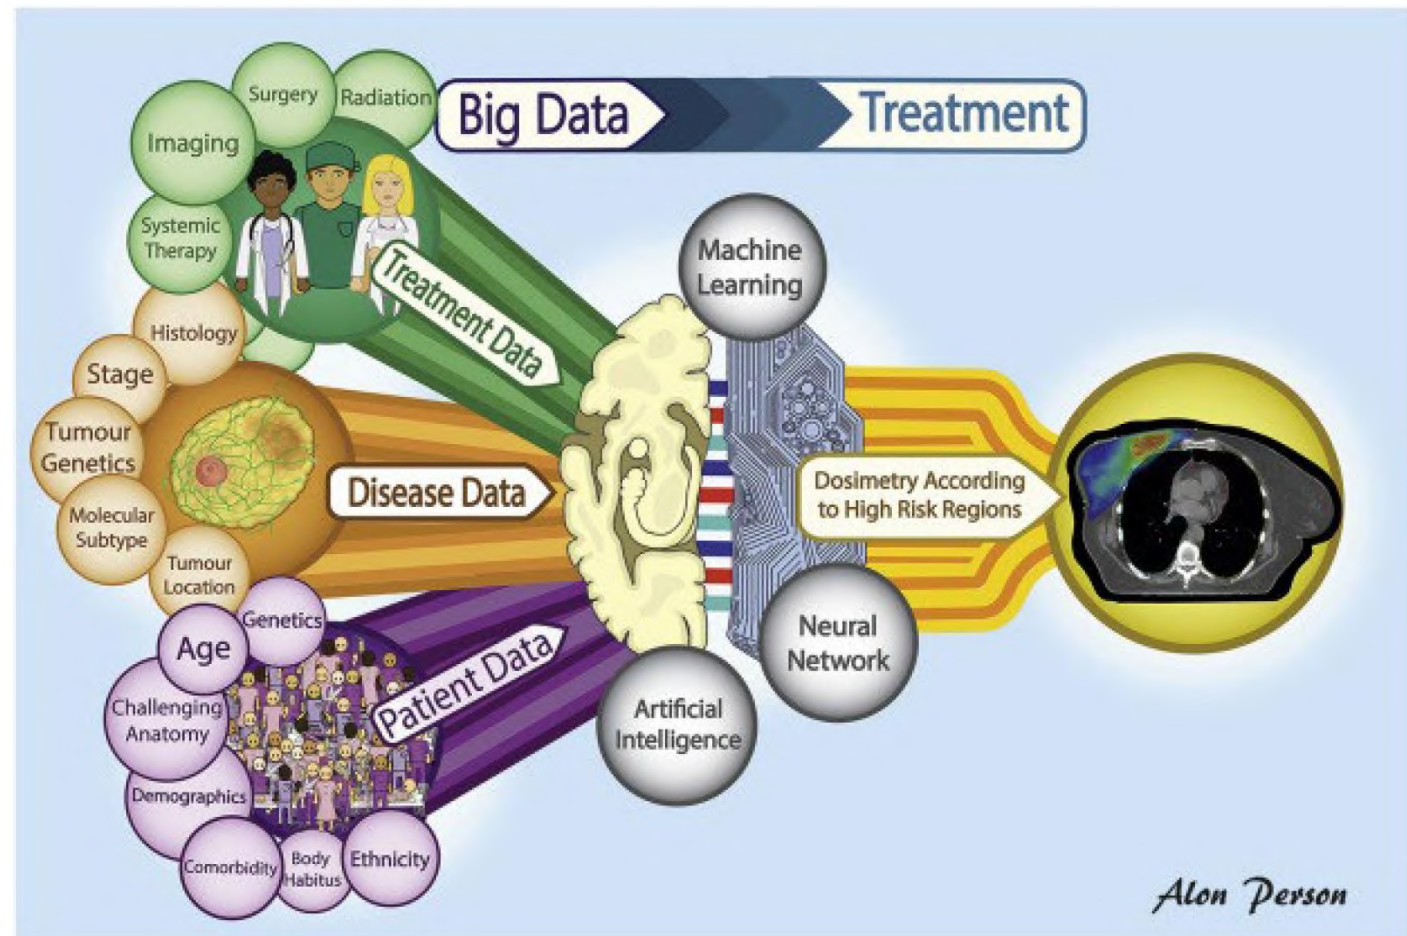 Surgery
Radiation
Big Data
Treatment
Imaging
Systemic
Therapy
Treatment Data
Machine
Learning
Histology
Stage
Tumour
Genetics
Molecular
Subtype
Tumour
Location
Disease Data
Dosimetry According
to High Risk Regions
Genetics
Age
Challenging
Anatomy
Demographics
Comorbidity
Body
Habitus
Ethnicity
Patient Data
Neural
Network
Artificial
Intelligence
Alon Person